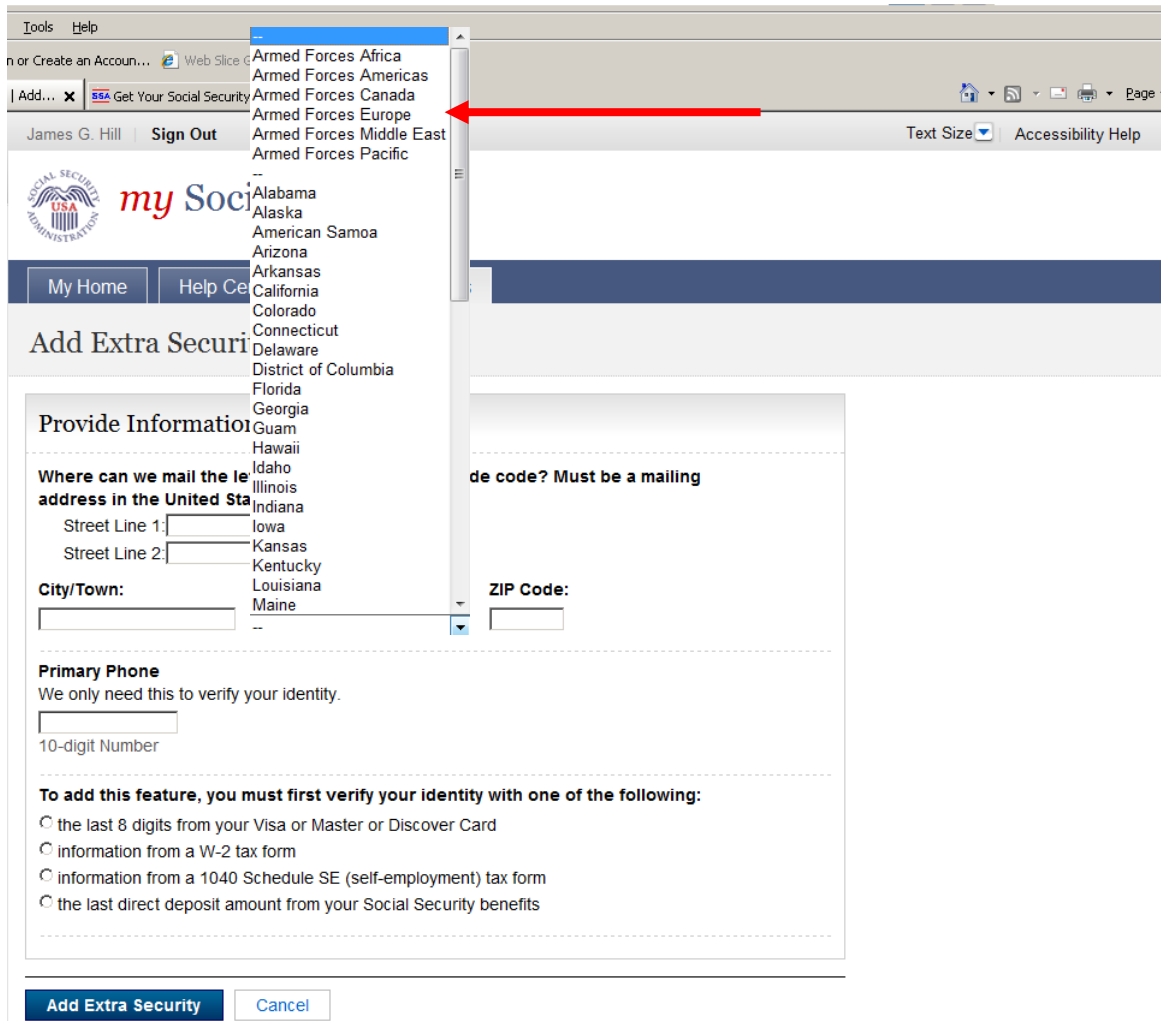 Tools Help
n or Create an Accoun... Web Slice G
| Add... X SSA Get Your Social Security
Page
James G. Hill | Sign Out
Text Size | Accessibility Help
SOCIAL SECURITY ADMINISTRATION
USA
my Soci
My Home Help Ce
Add Extra Securi
Provide Information
Where can we mail the le de code? Must be a mailing
address in the United Sta
Street Line 1:
Street Line 2:
City/Town:
ZIP Code:
--
Armed Forces Africa
Armed Forces Americas
Armed Forces Canada
Armed Forces Europe
Armed Forces Middle East
Armed Forces Pacific
--
Alabama
Alaska
American Samoa
Arizona
Arkansas
California
Colorado
Connecticut
Delaware
District of Columbia
Florida
Georgia
Guam
Hawaii
Idaho
Illinois
Indiana
Iowa
Kansas
Kentucky
Louisiana
Maine
--
Primary Phone
We only need this to verify your identity.
10-digit Number
To add this feature, you must first verify your identity with one of the following:
the last 8 digits from your Visa or Master or Discover Card
information from a W-2 tax form
information from a 1040 Schedule SE (self-employment) tax form
the last direct deposit amount from your Social Security benefits
Add Extra Security Cancel